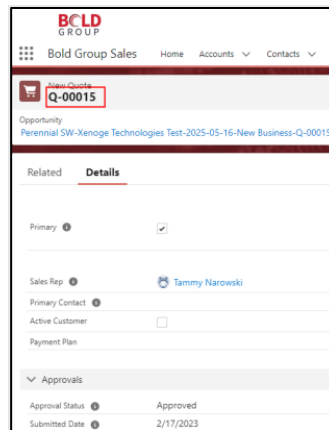 BOLD
GROUP
Bold Group Sales Home Accounts Contacts
New Quote
Q-00015
Opportunity
Perennial SW-Xenoge Technologies Test-2025-05-16-New Business-Q-00015
Related Details
Primary
Sales Rep Tammy Narowski
Primary Contact
Active Customer
Payment Plan
Approvals
Approval Status Approved
Submitted Date 2/17/2023